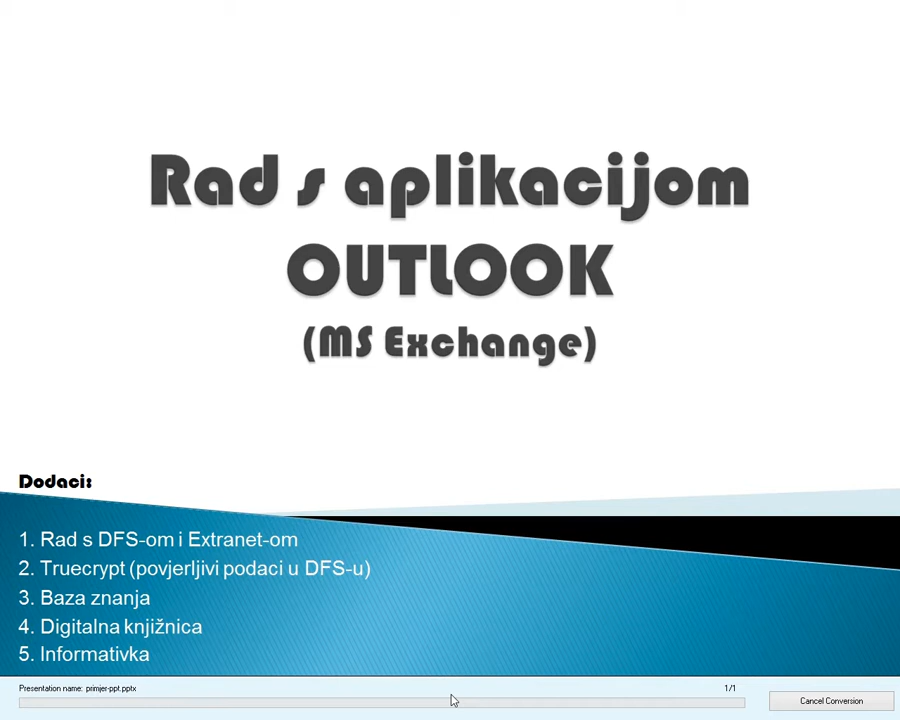 Rad s aplikacijom
OUTLOOK
(MS Exchange)
Dodaci:
1. Rad s DFS-om i Extranet-om
2. Truecrypt (povjerljivi podaci u DFS-u)
3. Baza znanja
4. Digitalna knjižnica
5. Informativka
Presentation name: primjer-ppt.pptx
1/1
Cancel Conversion